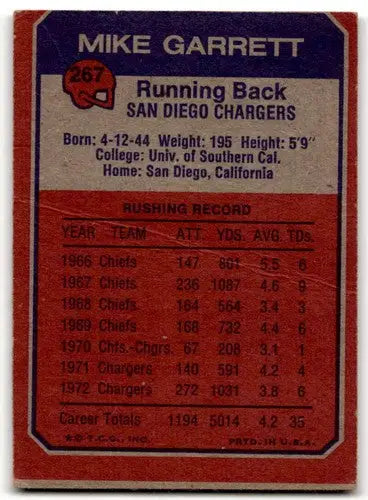 MIKE GARRETT
267
Running Back
SAN DIEGO CHARGERS
Born: 4-12-44 Weight: 195 Height: 5'9"
College: Univ. of Southern Cal.
Home: San Diego, California
RUSHING RECORD
YEAR TEAM ATT. YDS. AVG. TDs.
1966 Chiefs 147 801 5.5 6
1967 Chiefs 236 1087 4.6 9
1968 Chiefs 164 564 3.4 3
1969 Chiefs 168 732 4.4 6
1970 Chfs.-Chgrs. 67 208 3.1 1
1971 Chargers 140 591 4.2 4
1972 Chargers 272 1031 3.8 6
Career Totals 1194 5014 4.2 35
© T.C.G., INC. PRTD. IN U.S.A.